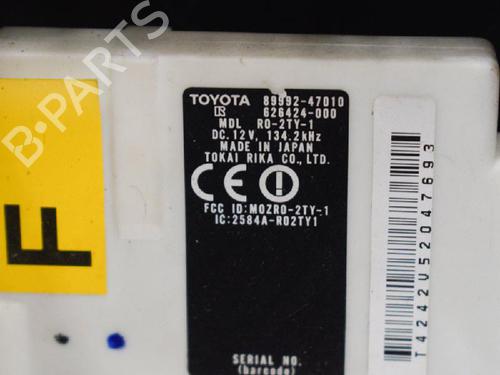 TOYOTA 89992-47010
R 626424-000
MDL RO-2TY-1
DC.12V, 134.2kHz
MADE IN JAPAN
TOKAI RIKA CO.,LTD.
CE
FCC ID:MOZRO-2TY-1
IC:2584A-RO2TY1
SERIAL NO.
(barcode)
F
T4242U52047693
B PARTS